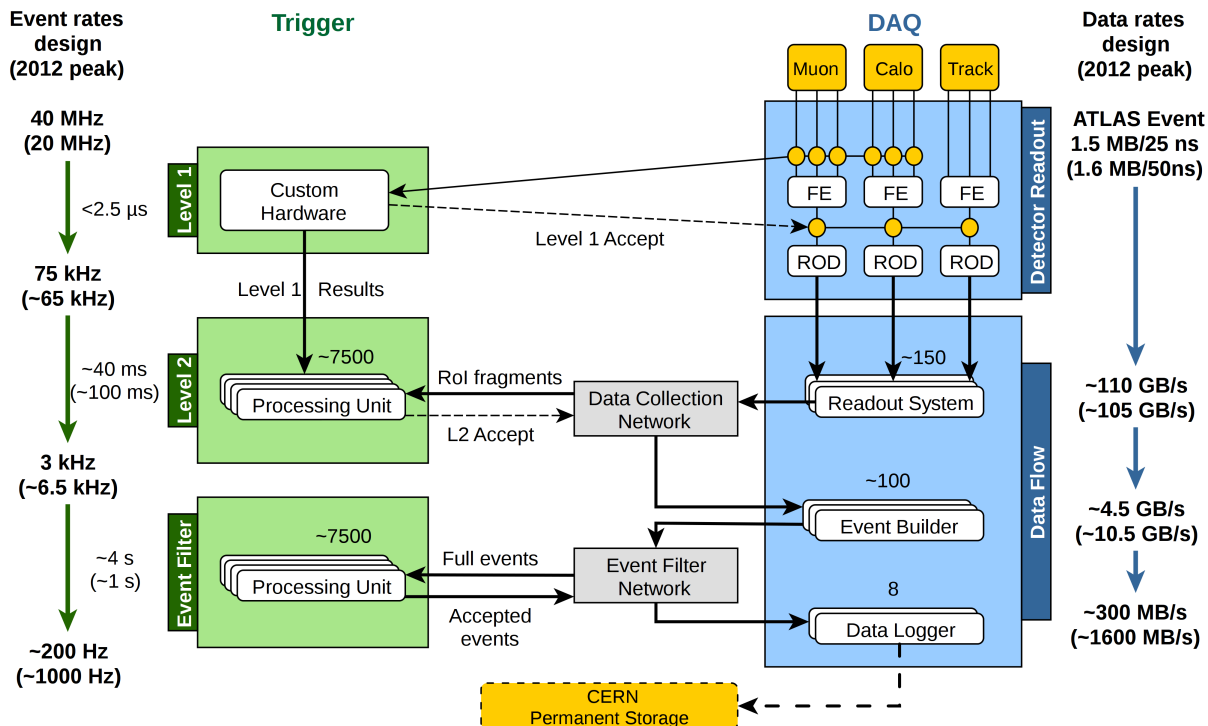 Event rates
design
(2012 peak)
Trigger
DAQ
Data rates
design
(2012 peak)
Muon
Calo
Track
40 MHz
(20 MHz)
ATLAS Event
1.5 MB/25 ns
(1.6 MB/50ns)
Level 1
Custom
Hardware
FE
FE
FE
Detector Readout
<2.5 µs
Level 1 Accept
ROD
ROD
ROD
75 kHz
(~65 kHz)
Level 1 Results
Level 2
~7500
~150
~40 ms
(~100 ms)
Processing Unit
RoI fragments
L2 Accept
Data Collection
Network
Readout System
~110 GB/s
(~105 GB/s)
Data Flow
3 kHz
(~6.5 kHz)
~100
Event Builder
~4.5 GB/s
(~10.5 GB/s)
Event Filter
~7500
~4 s
(~1 s)
Processing Unit
Full events
Accepted
events
Event Filter
Network
8
Data Logger
~300 MB/s
(~1600 MB/s)
~200 Hz
(~1000 Hz)
CERN
Permanent Storage